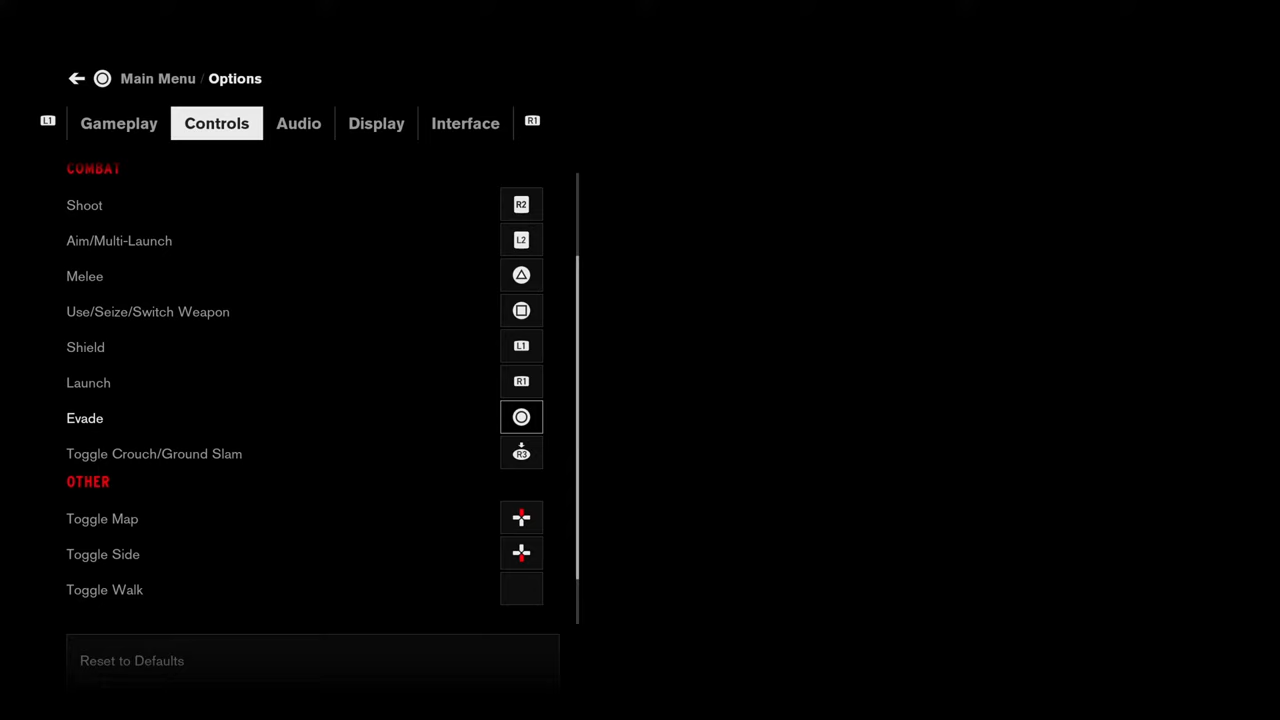 Main Menu / Options
L1 Gameplay Controls Audio Display Interface R1
COMBAT
Shoot R2
Aim/Multi-Launch L2
Melee
Use/Seize/Switch Weapon
Shield L1
Launch R1
Evade
Toggle Crouch/Ground Slam R3
OTHER
Toggle Map
Toggle Side
Toggle Walk
Reset to Defaults